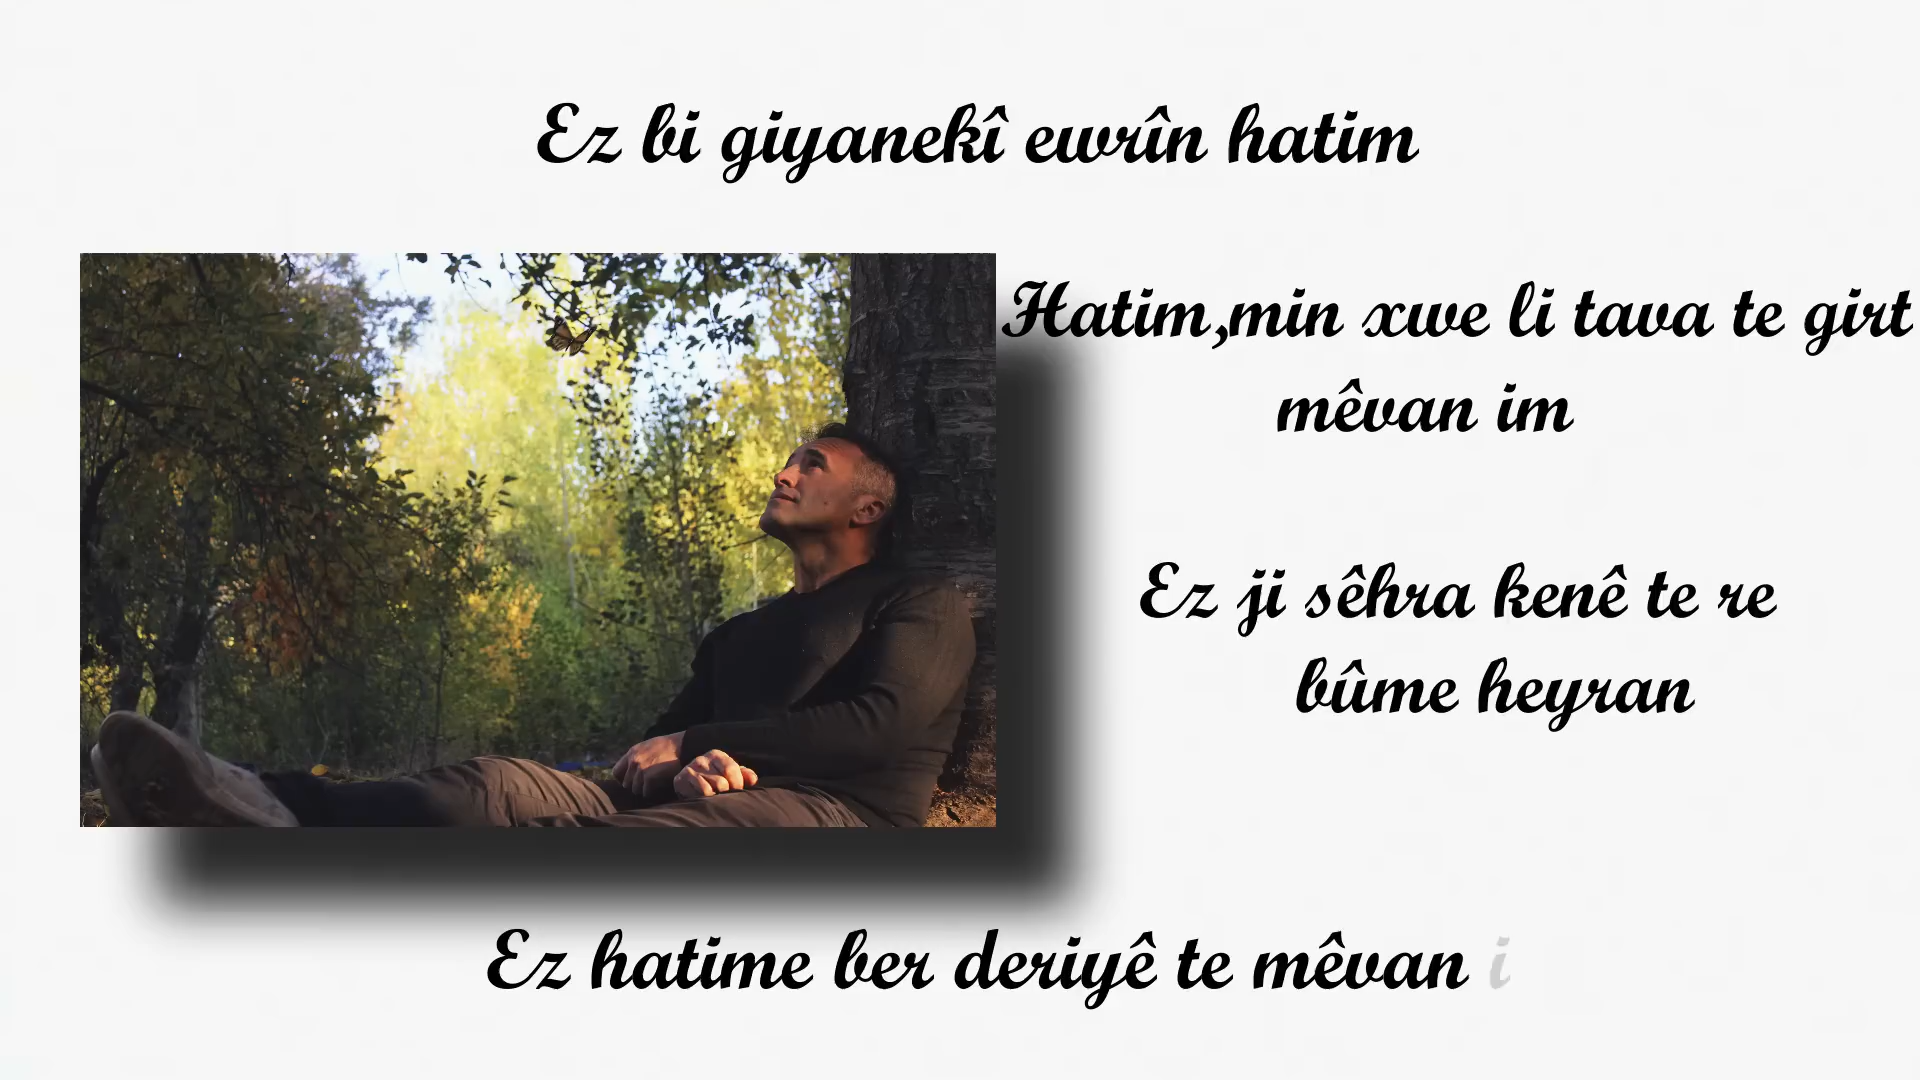 Ez bi giyanekî ewrîn hatim
Hatim,min xwe li tava te girt
mêvan im
Ez ji sêhra kenê te re
bûme heyran
Ez hatime ber deriyê te mêvan i